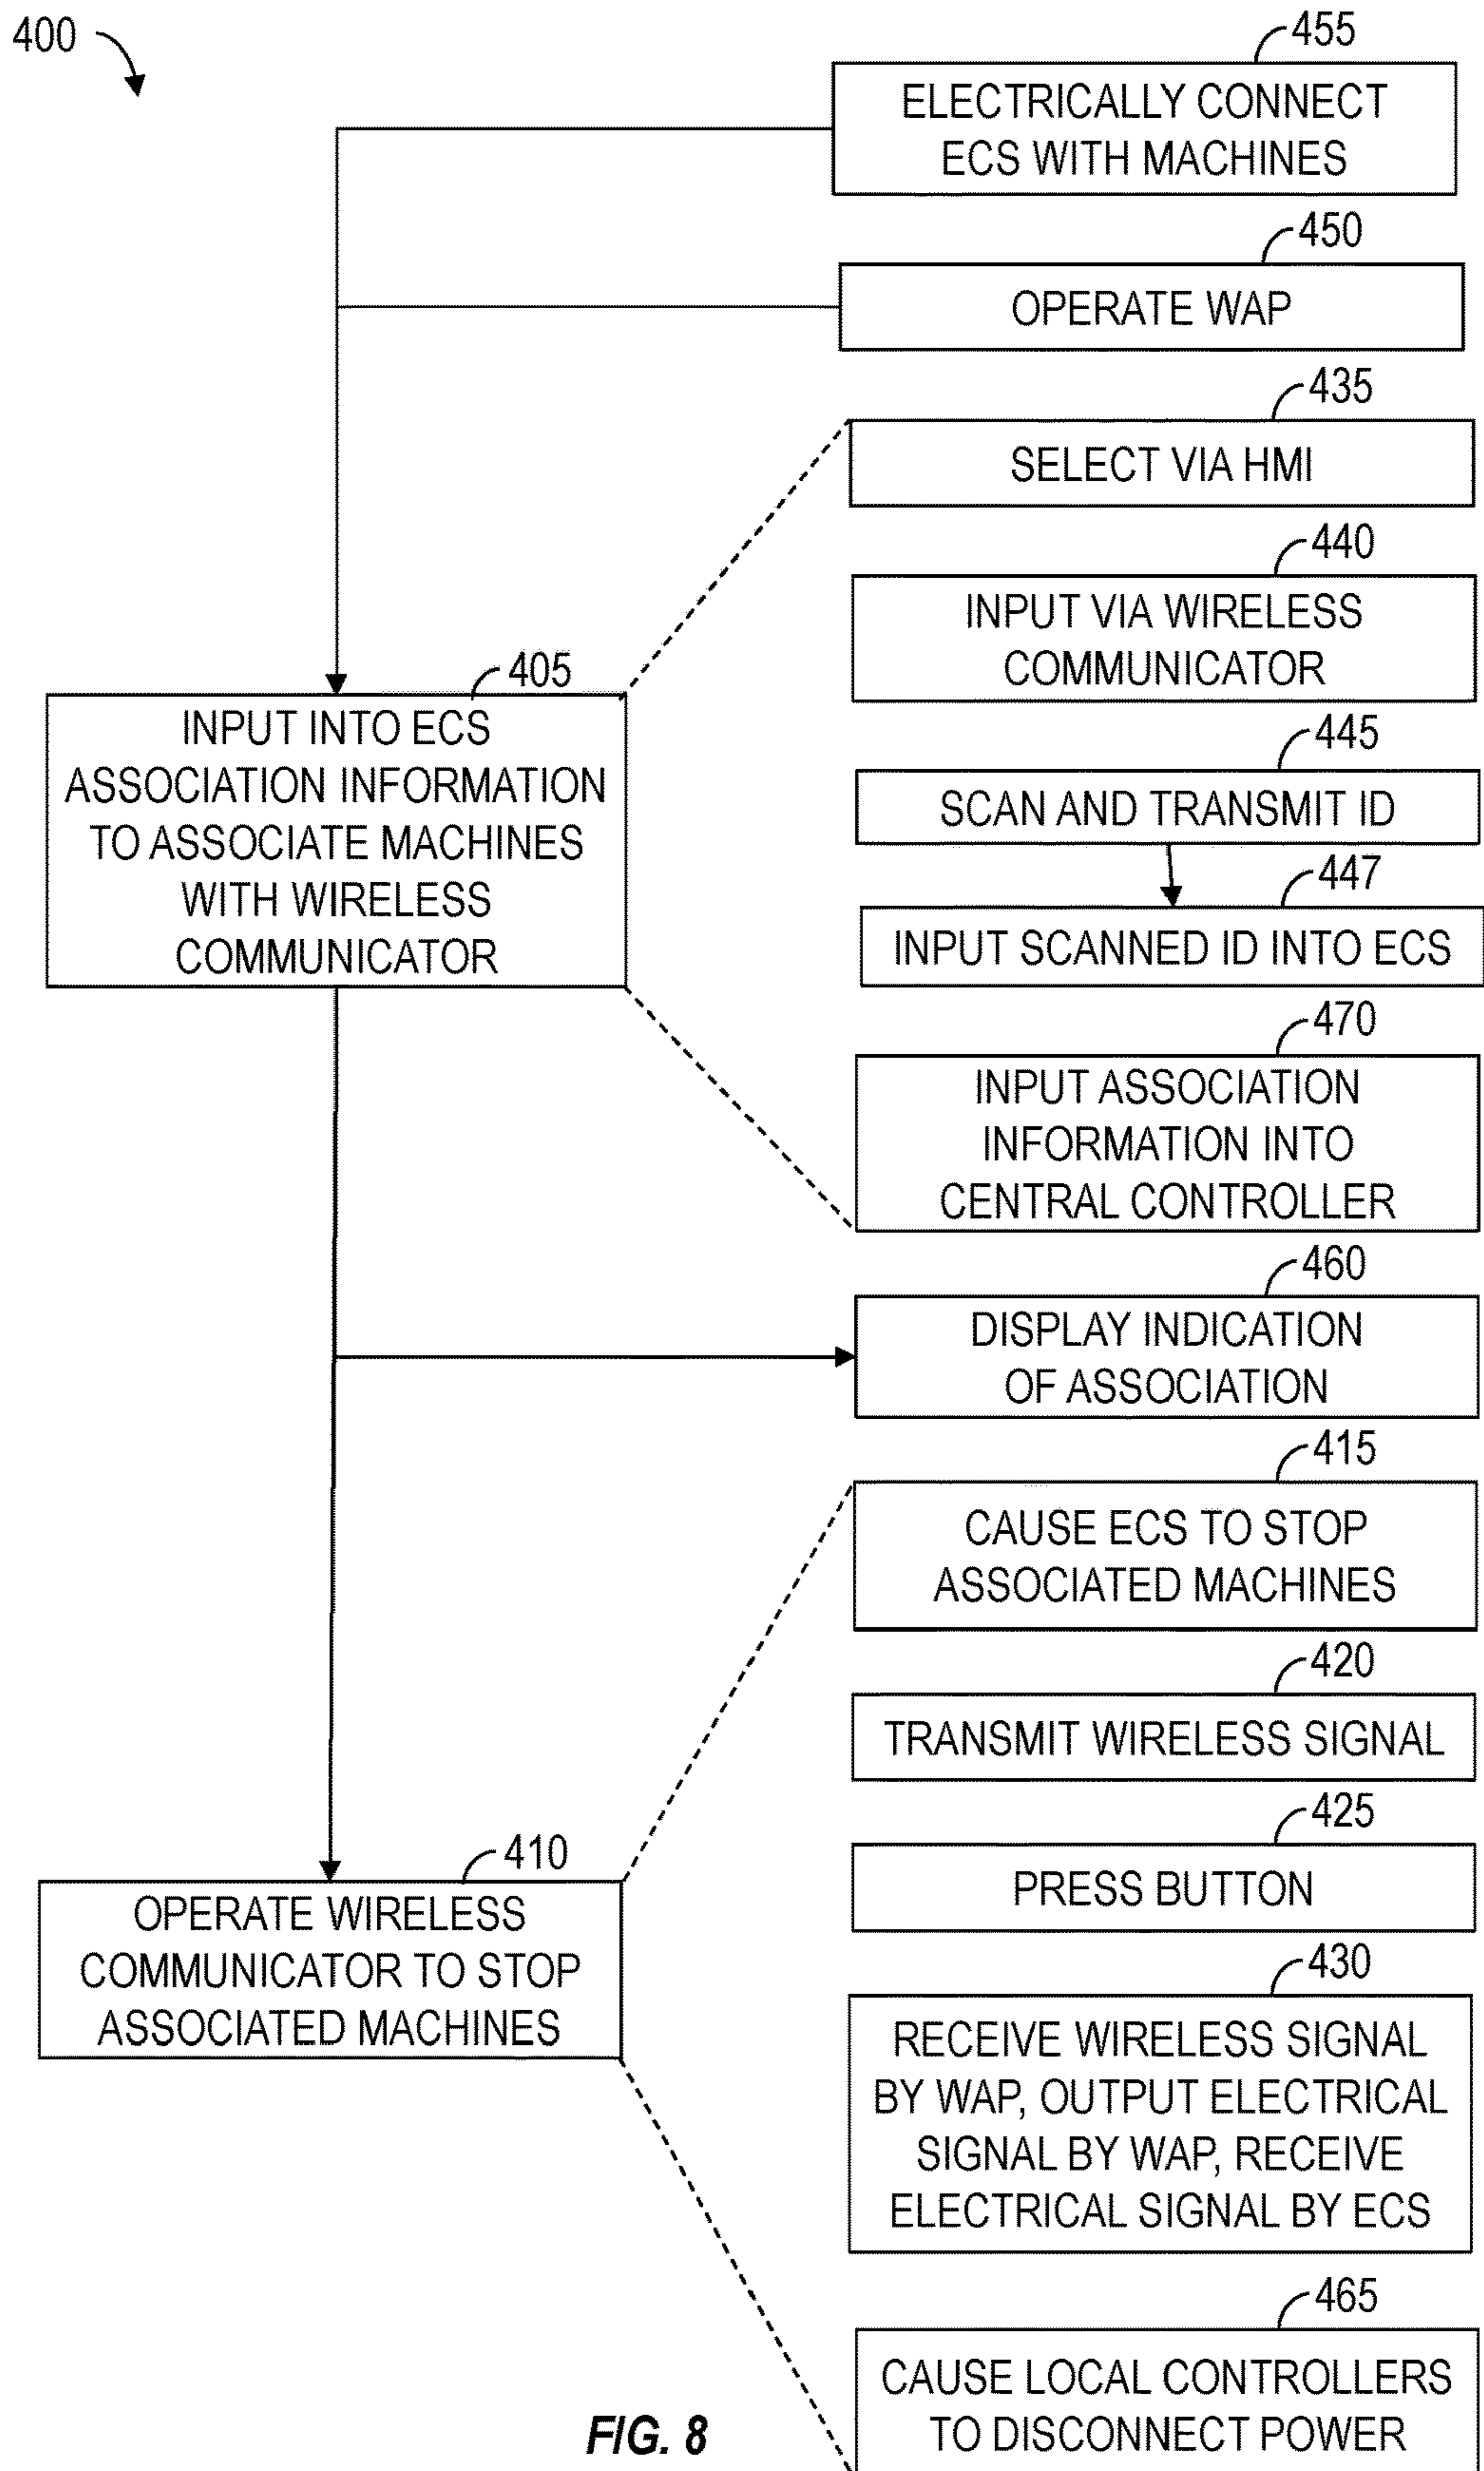 400
455
ELECTRICALLY CONNECT
ECS WITH MACHINES
450
OPERATE WAP
435
SELECT VIA HMI
440
INPUT VIA WIRELESS
COMMUNICATOR
405
INPUT INTO ECS
ASSOCIATION INFORMATION
TO ASSOCIATE MACHINES
WITH WIRELESS
COMMUNICATOR
445
SCAN AND TRANSMIT ID
447
INPUT SCANNED ID INTO ECS
470
INPUT ASSOCIATION
INFORMATION INTO
CENTRAL CONTROLLER
460
DISPLAY INDICATION
OF ASSOCIATION
415
CAUSE ECS TO STOP
ASSOCIATED MACHINES
420
TRANSMIT WIRELESS SIGNAL
425
PRESS BUTTON
410
OPERATE WIRELESS
COMMUNICATOR TO STOP
ASSOCIATED MACHINES
430
RECEIVE WIRELESS SIGNAL
BY WAP, OUTPUT ELECTRICAL
SIGNAL BY WAP, RECEIVE
ELECTRICAL SIGNAL BY ECS
465
CAUSE LOCAL CONTROLLERS
TO DISCONNECT POWER
FIG. 8